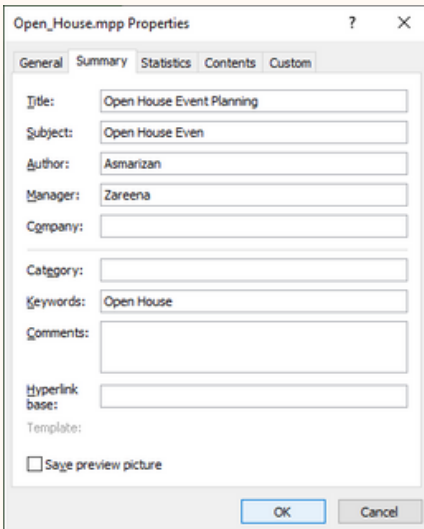 Open_House.mpp Properties ? ×
General Summary Statistics Contents Custom
Title: Open House Event Planning
Subject: Open House Even
Author: Asmarizan
Manager: Zareena
Company:
Category:
Keywords: Open House
Comments:
Hyperlink
base:
Template:
Save preview picture
OK Cancel